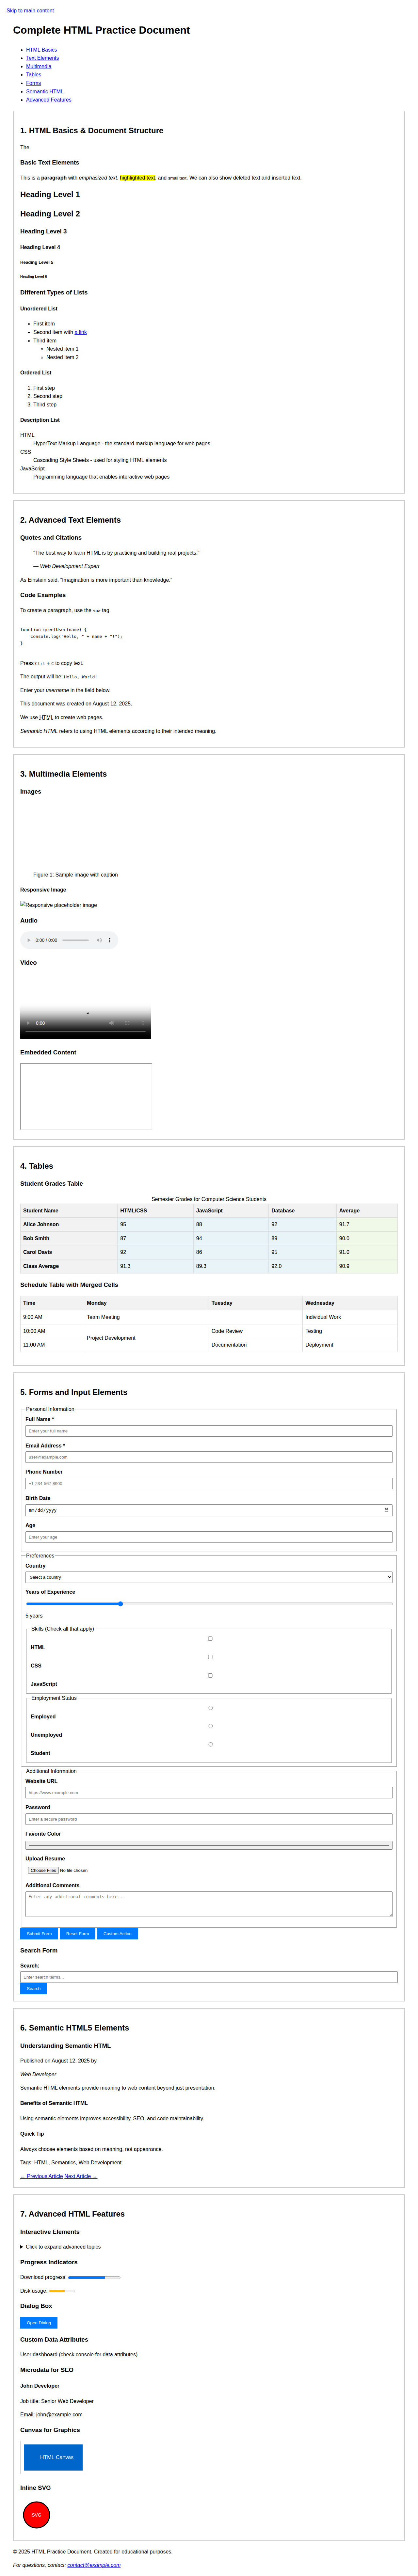 Skip to main content
Complete HTML Practice Document
HTML Basics
Text Elements
Multimedia
Tables
Forms
Semantic HTML
Advanced Features
1. HTML Basics & Document Structure
The.
Basic Text Elements
This is a paragraph with emphasized text, highlighted text, and small text. We can also show deleted text and inserted text.
Heading Level 1
Heading Level 2
Heading Level 3
Heading Level 4
Heading Level 5
Heading Level 6
Different Types of Lists
Unordered List
First item
Second item with a link
Third item
Nested item 1
Nested item 2
Ordered List
1. First step
2. Second step
3. Third step
Description List
HTML
HyperText Markup Language - the standard markup language for web pages
CSS
Cascading Style Sheets - used for styling HTML elements
JavaScript
Programming language that enables interactive web pages
2. Advanced Text Elements
Quotes and Citations
"The best way to learn HTML is by practicing and building real projects."
— Web Development Expert
As Einstein said, "Imagination is more important than knowledge."
Code Examples
To create a paragraph, use the <p> tag.
function greetUser(name) {
console.log("Hello, " + name + "!");
}
Press Ctrl + C to copy text.
The output will be: Hello, World!
Enter your username in the field below.
This document was created on August 12, 2025.
We use HTML to create web pages.
Semantic HTML refers to using HTML elements according to their intended meaning.
3. Multimedia Elements
Images
Figure 1: Sample image with caption
Responsive Image
Responsive placeholder image
Audio
0:00 / 0:00
Video
0:00
Embedded Content
4. Tables
Student Grades Table
Semester Grades for Computer Science Students
Student Name HTML/CSS JavaScript Database Average
Alice Johnson 95 88 92 91.7
Bob Smith 87 94 89 90.0
Carol Davis 92 86 95 91.0
Class Average 91.3 89.3 92.0 90.9
Schedule Table with Merged Cells
Time Monday Tuesday Wednesday
9:00 AM Team Meeting Individual Work
10:00 AM Project Development Code Review Testing
11:00 AM Documentation Deployment
5. Forms and Input Elements
Personal Information
Full Name *
Enter your full name
Email Address *
user@example.com
Phone Number
+1-234-567-8900
Birth Date
mm/dd/yyyy
Age
Enter your age
Preferences
Country
Select a country
Years of Experience
5 years
Skills (Check all that apply)
HTML
CSS
JavaScript
Employment Status
Employed
Unemployed
Student
Additional Information
Website URL
https://www.example.com
Password
Enter a secure password
Favorite Color
Upload Resume
Choose Files No file chosen
Additional Comments
Enter any additional comments here...
Submit Form Reset Form Custom Action
Search Form
Search:
Enter search terms...
Search
6. Semantic HTML5 Elements
Understanding Semantic HTML
Published on August 12, 2025 by
Web Developer
Semantic HTML elements provide meaning to web content beyond just presentation.
Benefits of Semantic HTML
Using semantic elements improves accessibility, SEO, and code maintainability.
Quick Tip
Always choose elements based on meaning, not appearance.
Tags: HTML, Semantics, Web Development
← Previous Article Next Article →
7. Advanced HTML Features
Interactive Elements
Click to expand advanced topics
Progress Indicators
Download progress:
Disk usage:
Dialog Box
Open Dialog
Custom Data Attributes
User dashboard (check console for data attributes)
Microdata for SEO
John Developer
Job title: Senior Web Developer
Email: john@example.com
Canvas for Graphics
HTML Canvas
Inline SVG
SVG
© 2025 HTML Practice Document. Created for educational purposes.
For questions, contact: contact@example.com